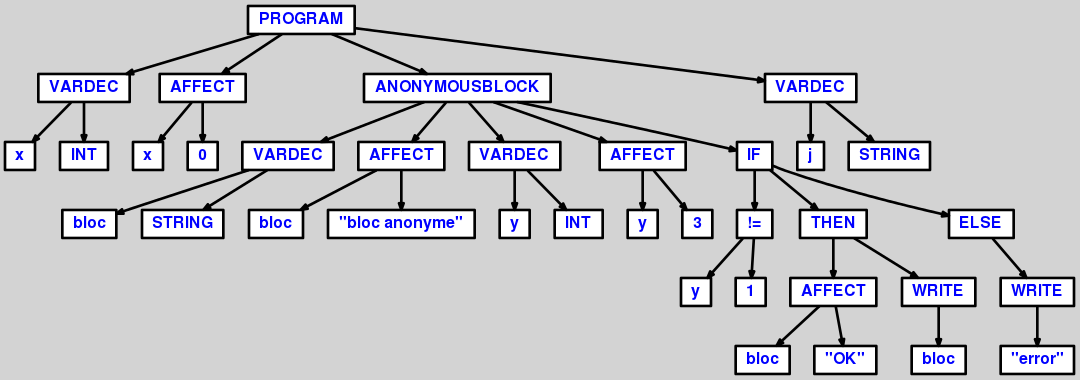 PROGRAM
VARDEC AFFECT ANONYMOUSBLOCK VARDEC
x INT x 0 VARDEC AFFECT VARDEC AFFECT IF j STRING
bloc STRING bloc "bloc anonyme" y INT y 3 != THEN ELSE
y 1 AFFECT WRITE WRITE
bloc "OK" bloc "error"